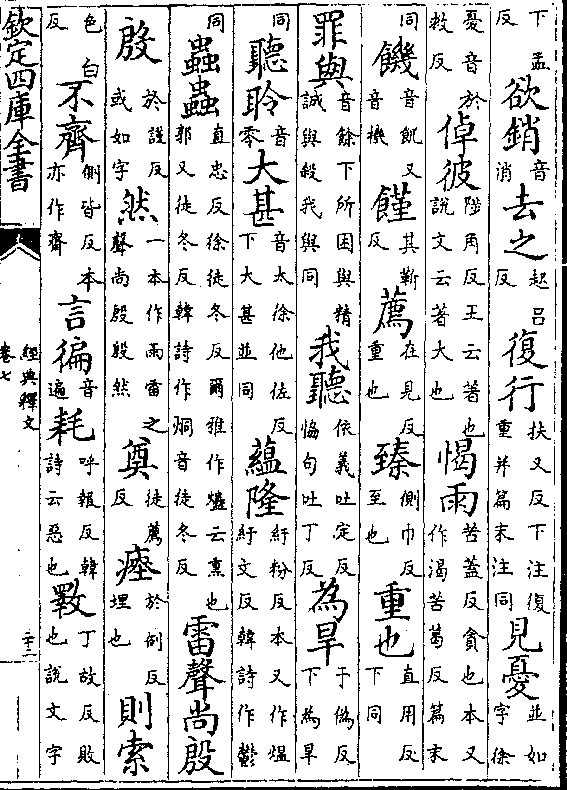 下孟反欲銷音消去之起呂反復行扶又反下注復重并篇末注同見憂並如字徐
憂音於救反倬彼陟角反王云著也說文云著大也愒雨苦蓋反貪也本又作渴苦葛反篇末
同饑音飢又音機饉其靳反薦在見反重也臻側巾反至也重也直用反下同
罪與音餘下所困與精誠與殺我與同我聽依義吐定反恊句吐丁反為旱于偽反下為旱
同聽聆音零大甚音太徐他佐反下大甚並同蘊隆紆粉反本又作煴紆文反韓詩作鬱
同蟲蟲直忠反徐徒冬反爾雅作爞云熏也郭又徒冬反韓詩作烔音徒冬反雷聲尚殷
殷於說反或如字然一本作雨雷之聲尚殷殷然奠徒薦反瘞於例反埋也則索
色白反不齊側皆反本亦作齊言徧音遍耗呼報反韓詩云惡也斁丁故反敗也說文字
欽定四庫全書
經典釋文
卷七